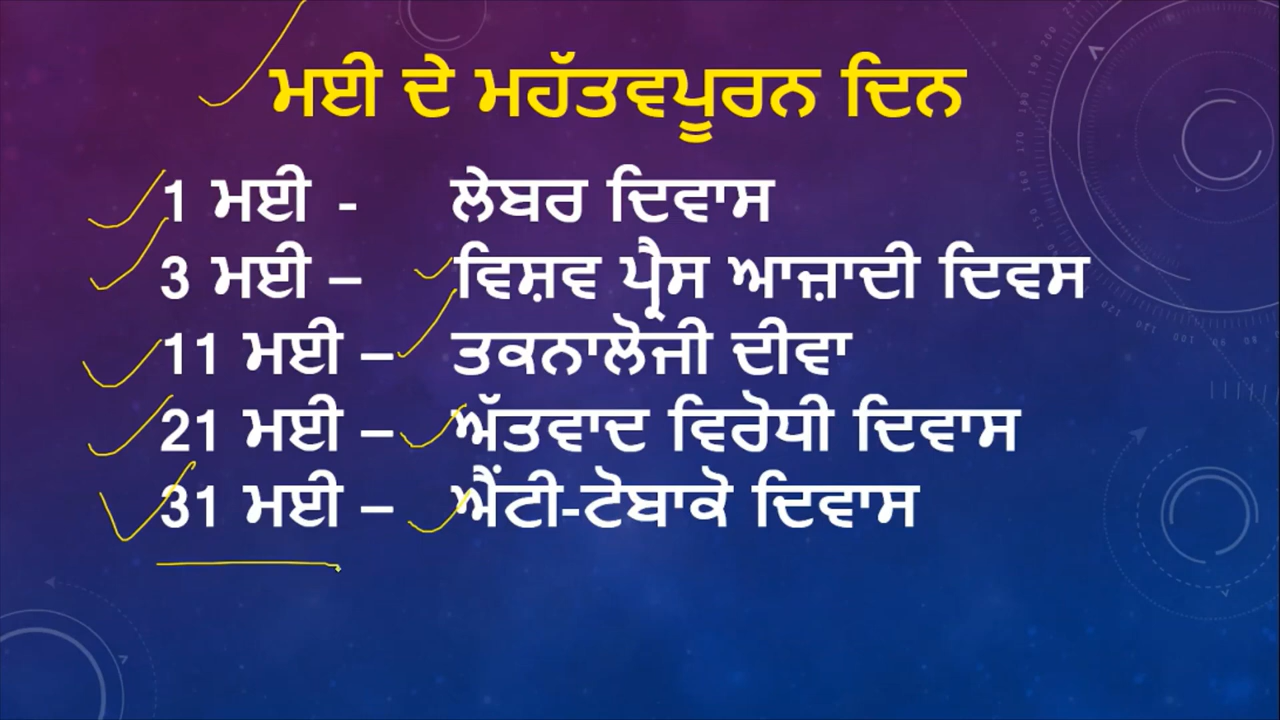 ਮਈ ਦੇ ਮਹੱਤਵਪੂਰਨ ਦਿਨ
1 ਮਈ - ਲੇਬਰ ਦਿਵਾਸ
3 ਮਈ – ਵਿਸ਼ਵ ਪ੍ਰੈਸ ਆਜ਼ਾਦੀ ਦਿਵਸ
11 ਮਈ – ਤਕਨਾਲੋਜੀ ਦੀਵਾ
21 ਮਈ – ਅੱਤਵਾਦ ਵਿਰੋਧੀ ਦਿਵਾਸ
31 ਮਈ – ਐਂਟੀ-ਟੋਬਾਕੋ ਦਿਵਾਸ